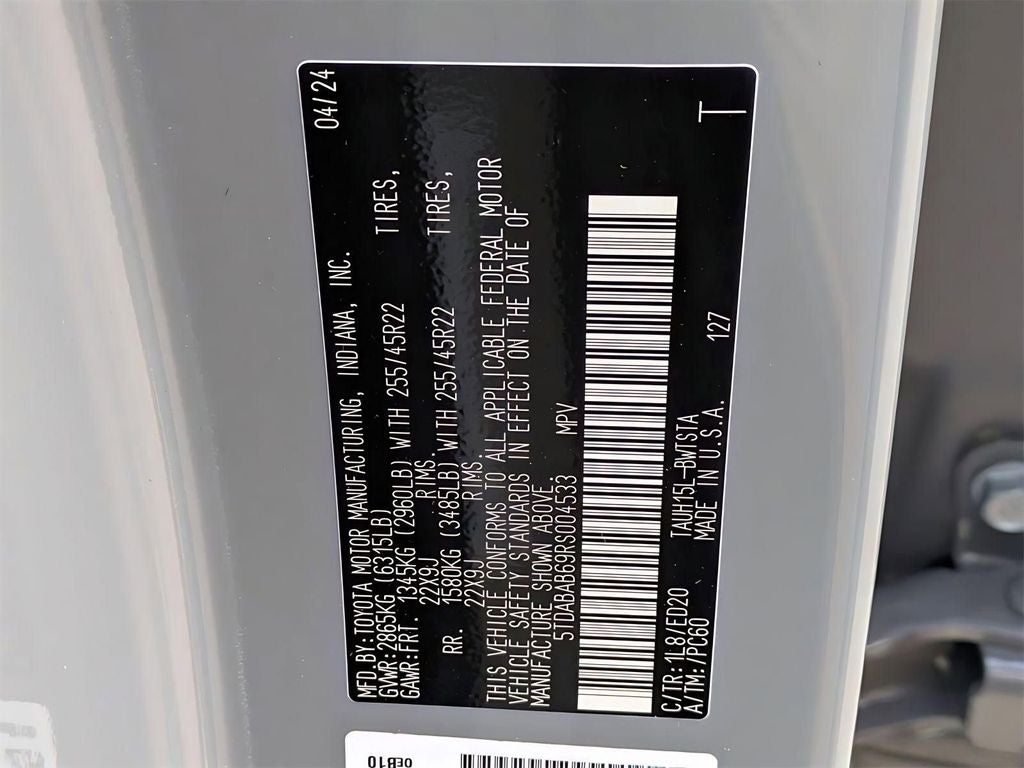 MFD.BY:TOYOTA MOTOR MANUFACTURING, INDIANA, INC. 04/24
GVWR:2865KG (6315LB)
GAWR:FRT. 1345KG (2960LB) WITH 255/45R22 TIRES,
22X9J RIMS.
RR. 1580KG (3485LB) WITH 255/45R22 TIRES,
22X9J RIMS.
THIS VEHICLE CONFORMS TO ALL APPLICABLE FEDERAL MOTOR
VEHICLE SAFETY STANDARDS IN EFFECT ON THE DATE OF
MANUFACTURE SHOWN ABOVE.
5TDABAB69RS004533 MPV
C/TR:1L8/ED20 TAUH15L-BWTSTA
A/TM:/PC60 MADE IN U.S.A. 127 T
0EB10